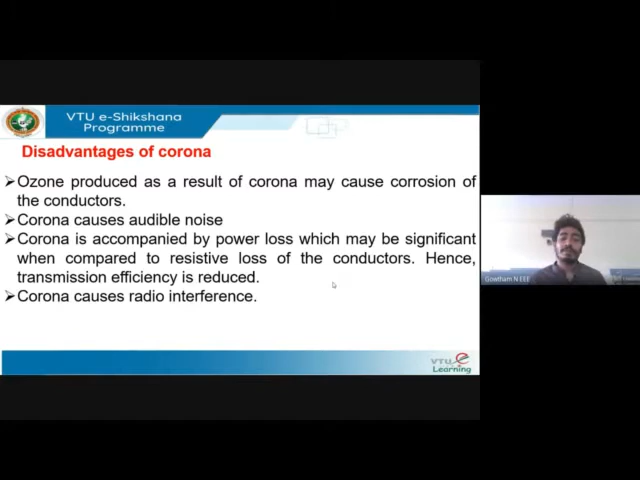 VTU e-Shikshana
Programme
Disadvantages of corona
➢Ozone produced as a result of corona may cause corrosion of
the conductors.
➢Corona causes audible noise
➢Corona is accompanied by power loss which may be significant
when compared to resistive loss of the conductors. Hence,
transmission efficiency is reduced.
➢Corona causes radio interference.
Gowtham N EEE
VTU e
Learning